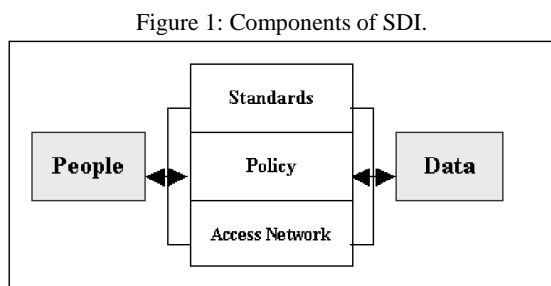 Figure 1: Components of SDI.
Standards
People
Policy
Data
Access Network